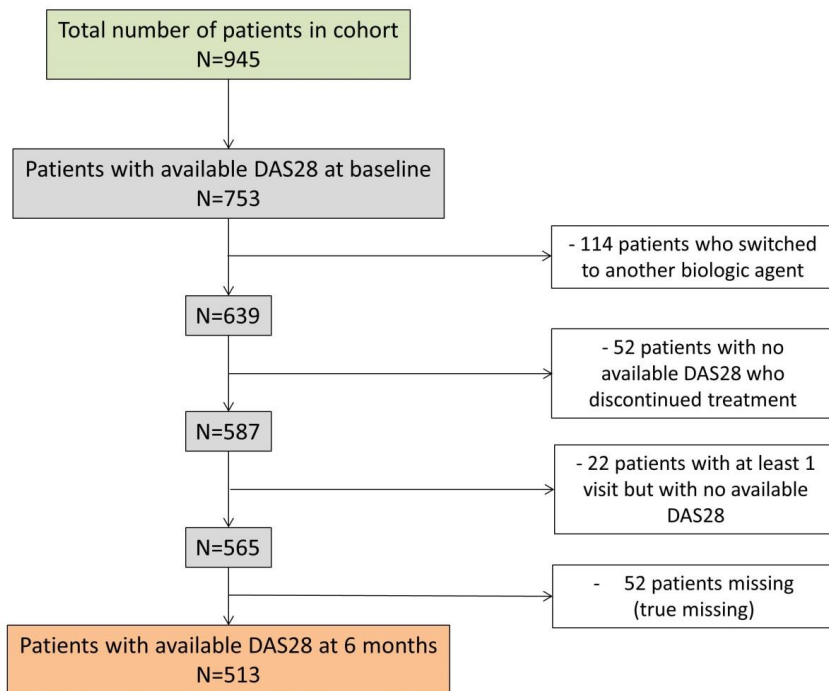 Total number of patients in cohort
N=945
Patients with available DAS28 at baseline
N=753
- 114 patients who switched
to another biologic agent
N=639
- 52 patients with no
available DAS28 who
discontinued treatment
N=587
- 22 patients with at least 1
visit but with no available
DAS28
N=565
- 52 patients missing
(true missing)
Patients with available DAS28 at 6 months
N=513